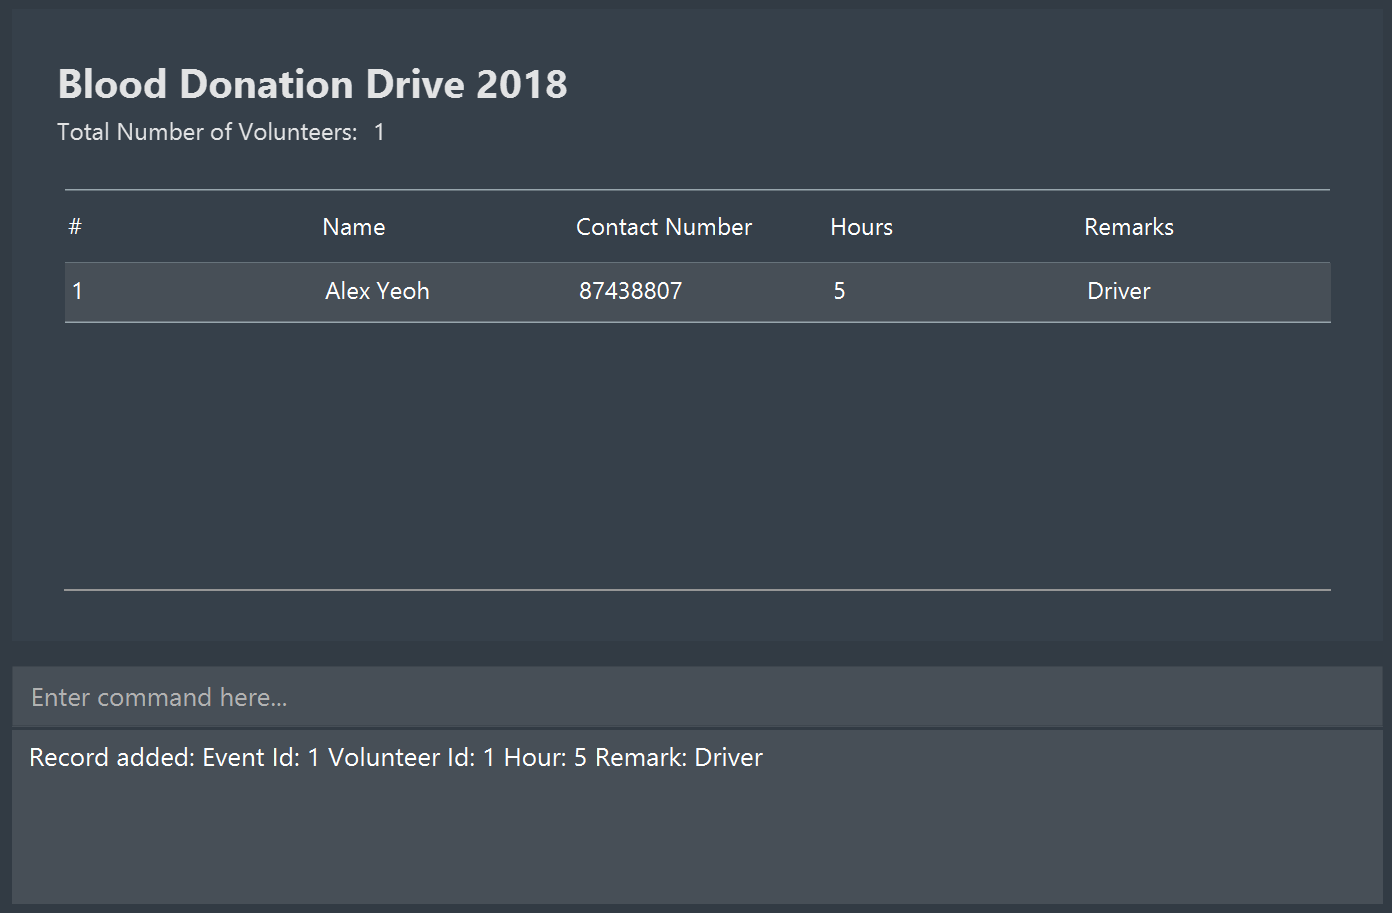 Blood Donation Drive 2018
Total Number of Volunteers: 1
# Name Contact Number Hours Remarks
1 Alex Yeoh 87438807 5 Driver
Enter command here...
Record added: Event Id: 1 Volunteer Id: 1 Hour: 5 Remark: Driver